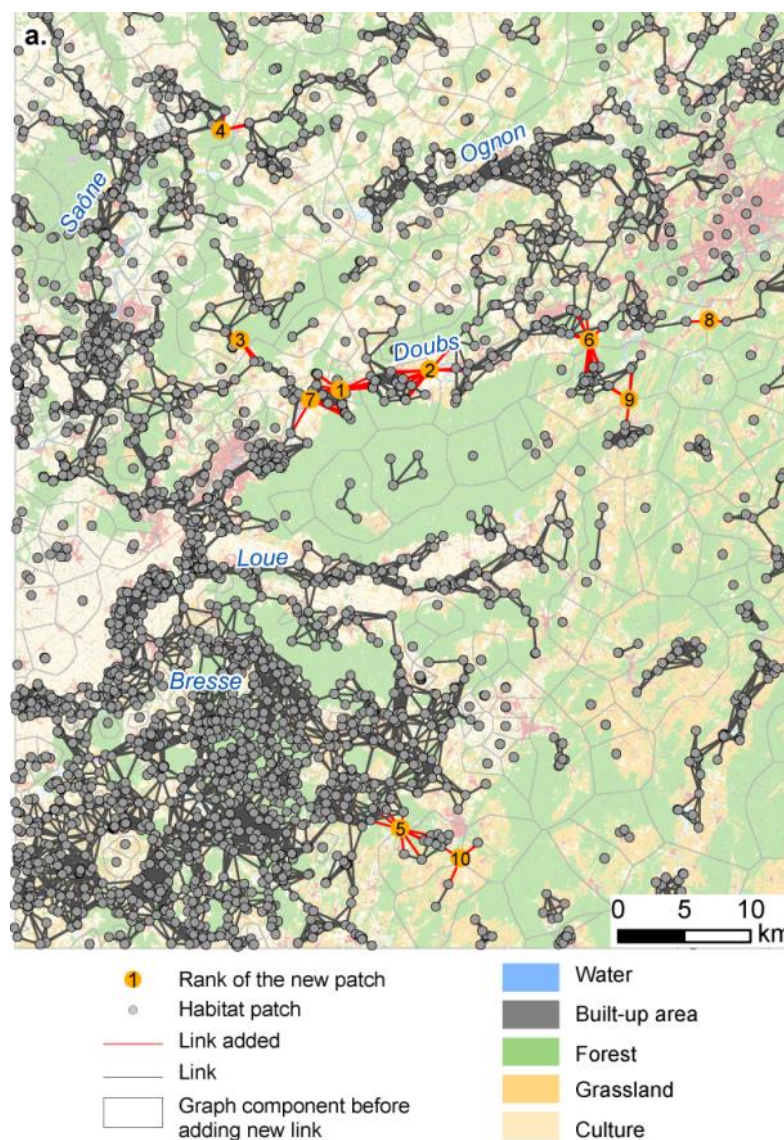 a.
4
Ognon
Saône
8
3
6
Doubs
2
1
7
9
Loue
Bresse
5
10
0 5 10
km
1 Rank of the new patch
Habitat patch
Link added
Link
Graph component before
adding new link
Water
Built-up area
Forest
Grassland
Culture